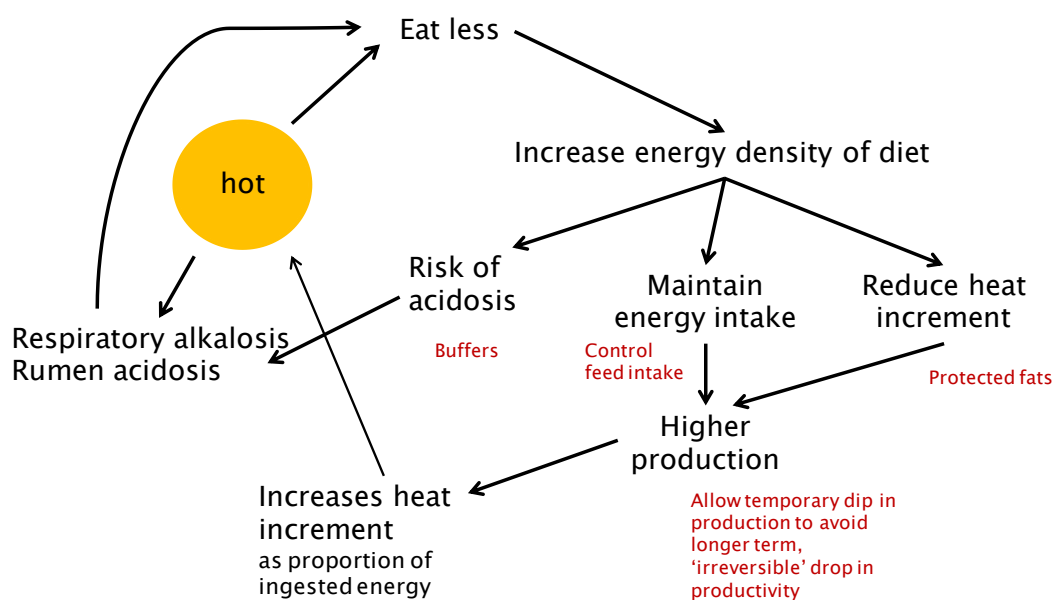 Eat less
Increase energy density of diet
hot
Risk of
acidosis
Maintain
energy intake
Reduce heat
increment
Respiratory alkalosis
Rumen acidosis
Buffers
Control
feed intake
Protected fats
Higher
production
Increases heat
increment
as proportion of
ingested energy
Allow temporary dip in
production to avoid
longer term,
‘irreversible’ drop in
productivity